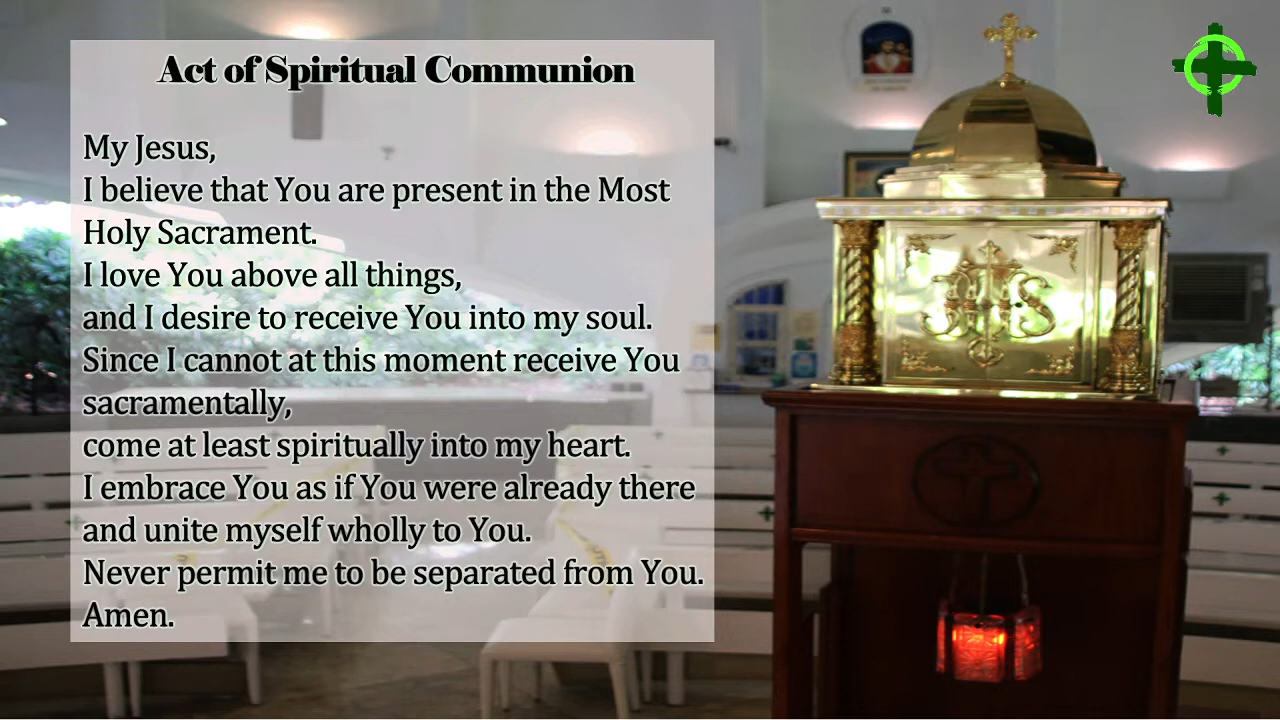 Act of Spiritual Communion
My Jesus,
I believe that You are present in the Most
Holy Sacrament.
I love You above all things,
and I desire to receive You into my soul.
Since I cannot at this moment receive You
sacramentally,
come at least spiritually into my heart.
I embrace You as if You were already there
and unite myself wholly to You.
Never permit me to be separated from You.
Amen.
IHS